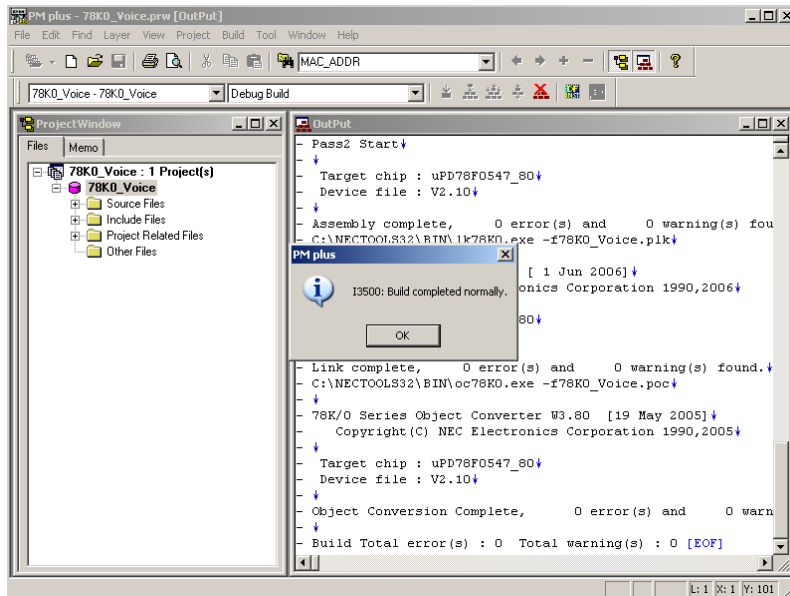 PM plus - 78K0_Voice.prw [OutPut]
File Edit Find Layer View Project Build Tool Window Help
MAC_ADDR
78K0_Voice - 78K0_Voice
Debug Build
ProjectWindow
Files Memo
78K0_Voice : 1 Project(s)
78K0_Voice
Source Files
Include Files
Project Related Files
Other Files
OutPut
- Pass2 Start↓
- ↓
- Target chip : uPD78F0547_80↓
- Device file : V2.10↓
- ↓
- Assembly complete, 0 error(s) and 0 warning(s) fou
- C:\NECTOOLS32\BIN\lk78K0.exe -f78K0_Voice.plk↓
[ 1 Jun 2006]↓
onics Corporation 1990,2006↓
80↓
- Link complete, 0 error(s) and 0 warning(s) found.↓
- C:\NECTOOLS32\BIN\oc78K0.exe -f78K0_Voice.poc↓
- ↓
- 78K/0 Series Object Converter W3.80 [19 May 2005]↓
- Copyright(C) NEC Electronics Corporation 1990,2005↓
- ↓
- Target chip : uPD78F0547_80↓
- Device file : V2.10↓
- ↓
- Object Conversion Complete, 0 error(s) and 0 warn
- ↓
- Build Total error(s) : 0 Total warning(s) : 0 [EOF]
PM plus
I3500: Build completed normally.
OK
L: 1 X: 1 Y: 101